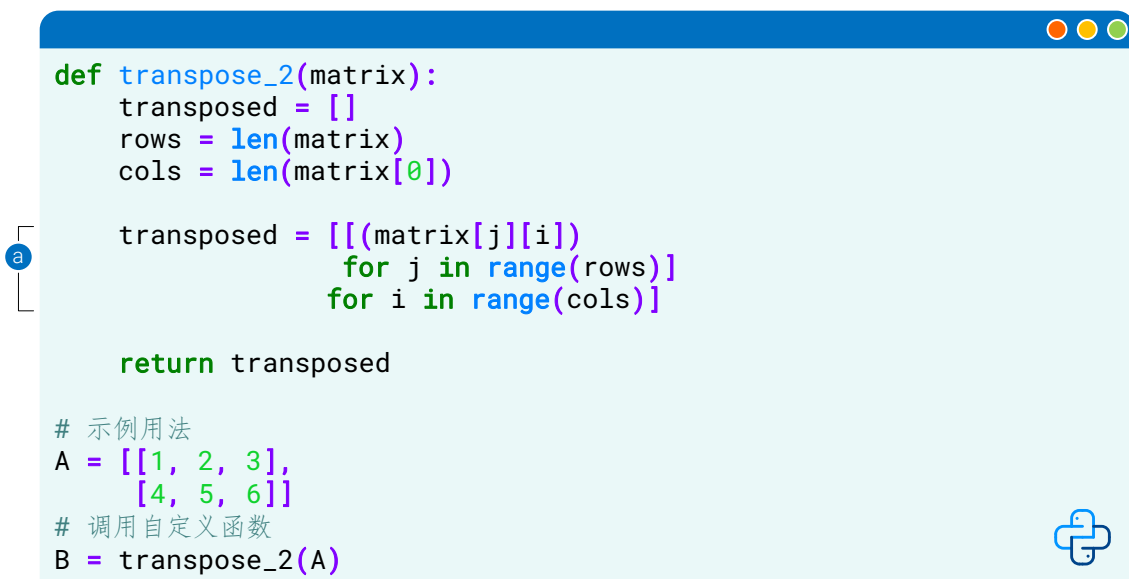 def transpose_2(matrix):
    transposed = []
    rows = len(matrix)
    cols = len(matrix[0])
a
    transposed = [[(matrix[j][i])
                  for j in range(rows)]
                 for i in range(cols)]
    return transposed
# 示例用法
A = [[1, 2, 3],
     [4, 5, 6]]
# 调用自定义函数
B = transpose_2(A)